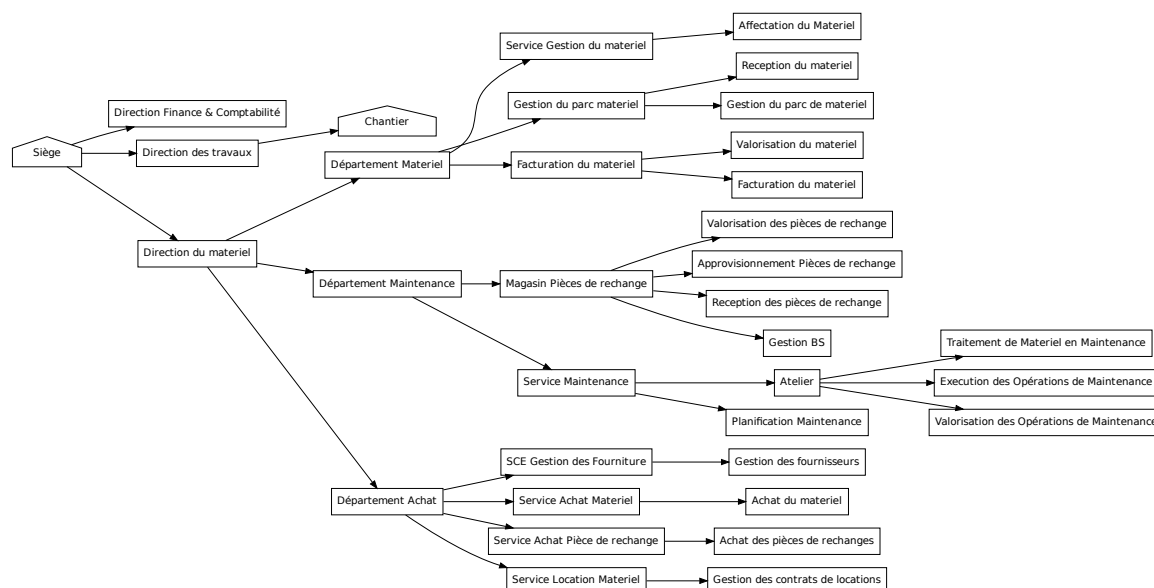 Siège
Direction Finance & Comptabilité
Direction des travaux
Chantier
Direction du materiel
Département Materiel
Service Gestion du materiel
Affectation du Materiel
Gestion du parc materiel
Reception du materiel
Gestion du parc de materiel
Facturation du materiel
Valorisation du materiel
Facturation du materiel
Département Maintenance
Magasin Pièces de rechange
Valorisation des pièces de rechange
Approvisionnement Pièces de rechange
Reception des pièces de rechange
Gestion BS
Service Maintenance
Atelier
Traitement de Materiel en Maintenance
Execution des Opérations de Maintenance
Valorisation des Opérations de Maintenance
Planification Maintenance
Département Achat
SCE Gestion des Fourniture
Gestion des fournisseurs
Service Achat Materiel
Achat du materiel
Service Achat Pièce de rechange
Achat des pièces de rechanges
Service Location Materiel
Gestion des contrats de locations